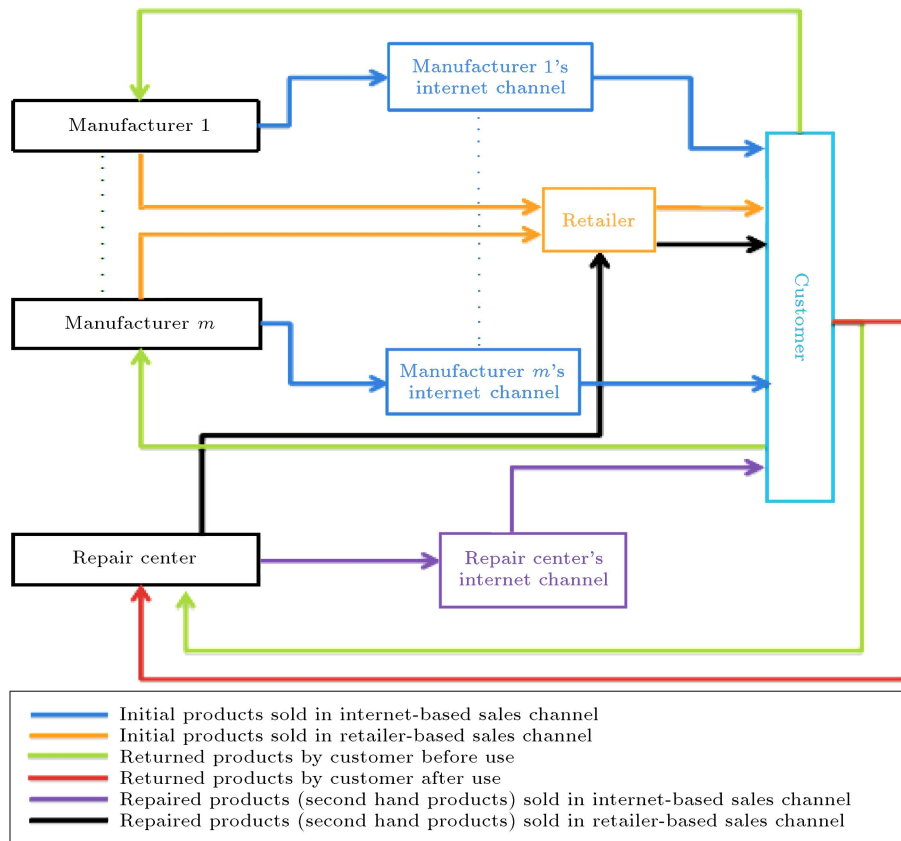 Manufacturer 1
Manufacturer 1's
internet channel
Retailer
Customer
Manufacturer m
Manufacturer m's
internet channel
Repair center
Repair center's
internet channel
Initial products sold in internet-based sales channel
Initial products sold in retailer-based sales channel
Returned products by customer before use
Returned products by customer after use
Repaired products (second hand products) sold in internet-based sales channel
Repaired products (second hand products) sold in retailer-based sales channel